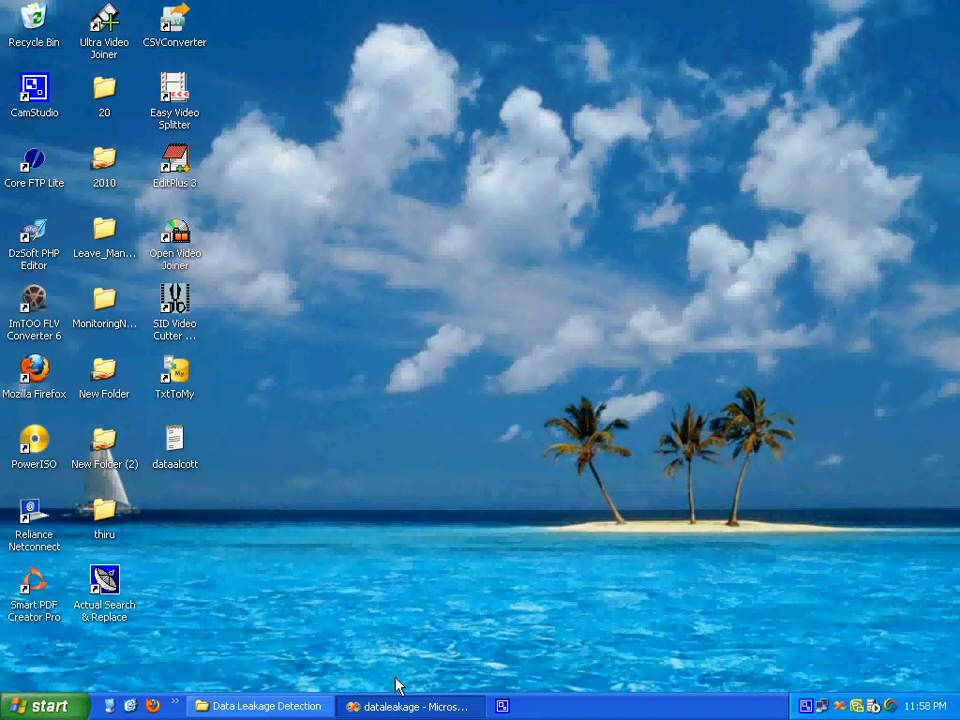 Recycle Bin
Ultra Video
Joiner
CSVConverter
CamStudio
20
Easy Video
Splitter
Core FTP Lite
2010
EditPlus 3
DzSoft PHP
Editor
Leave_Man...
Open Video
Joiner
ImTOO FLV
Converter 6
MonitoringN...
SID Video
Cutter ...
Mozilla Firefox
New Folder
TxtToMy
PowerISO
New Folder (2)
dataalcott
Reliance
Netconnect
thiru
Smart PDF
Creator Pro
Actual Search
& Replace
start
Data Leakage Detection
dataleakage - Micros...
11:58 PM